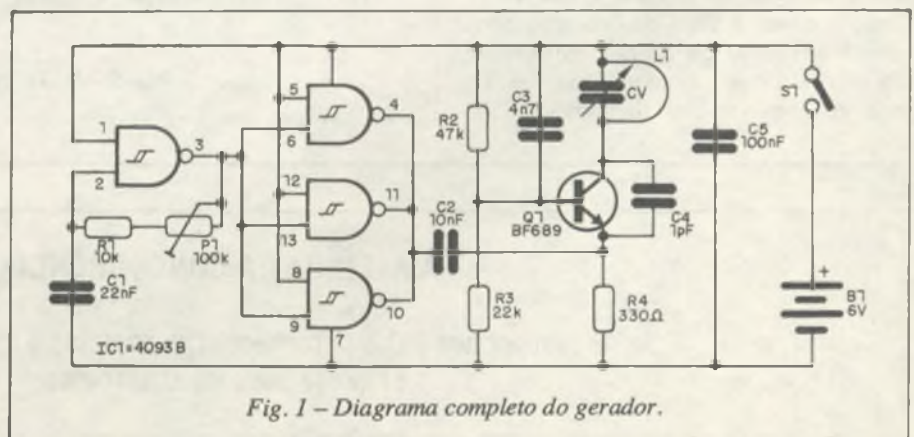 L1
5
4
6
CV
S1
C3
4n7
1
3
2
R2
47k
C5
100nF
12
11
13
C2
10nF
Q1
BF689
C4
1pF
R1
10k
P1
100k
8
10
9
7
C1
22nF
R3
22k
R4
330Ω
+
B1
6V
IC1=4093B
Fig. 1 – Diagrama completo do gerador.